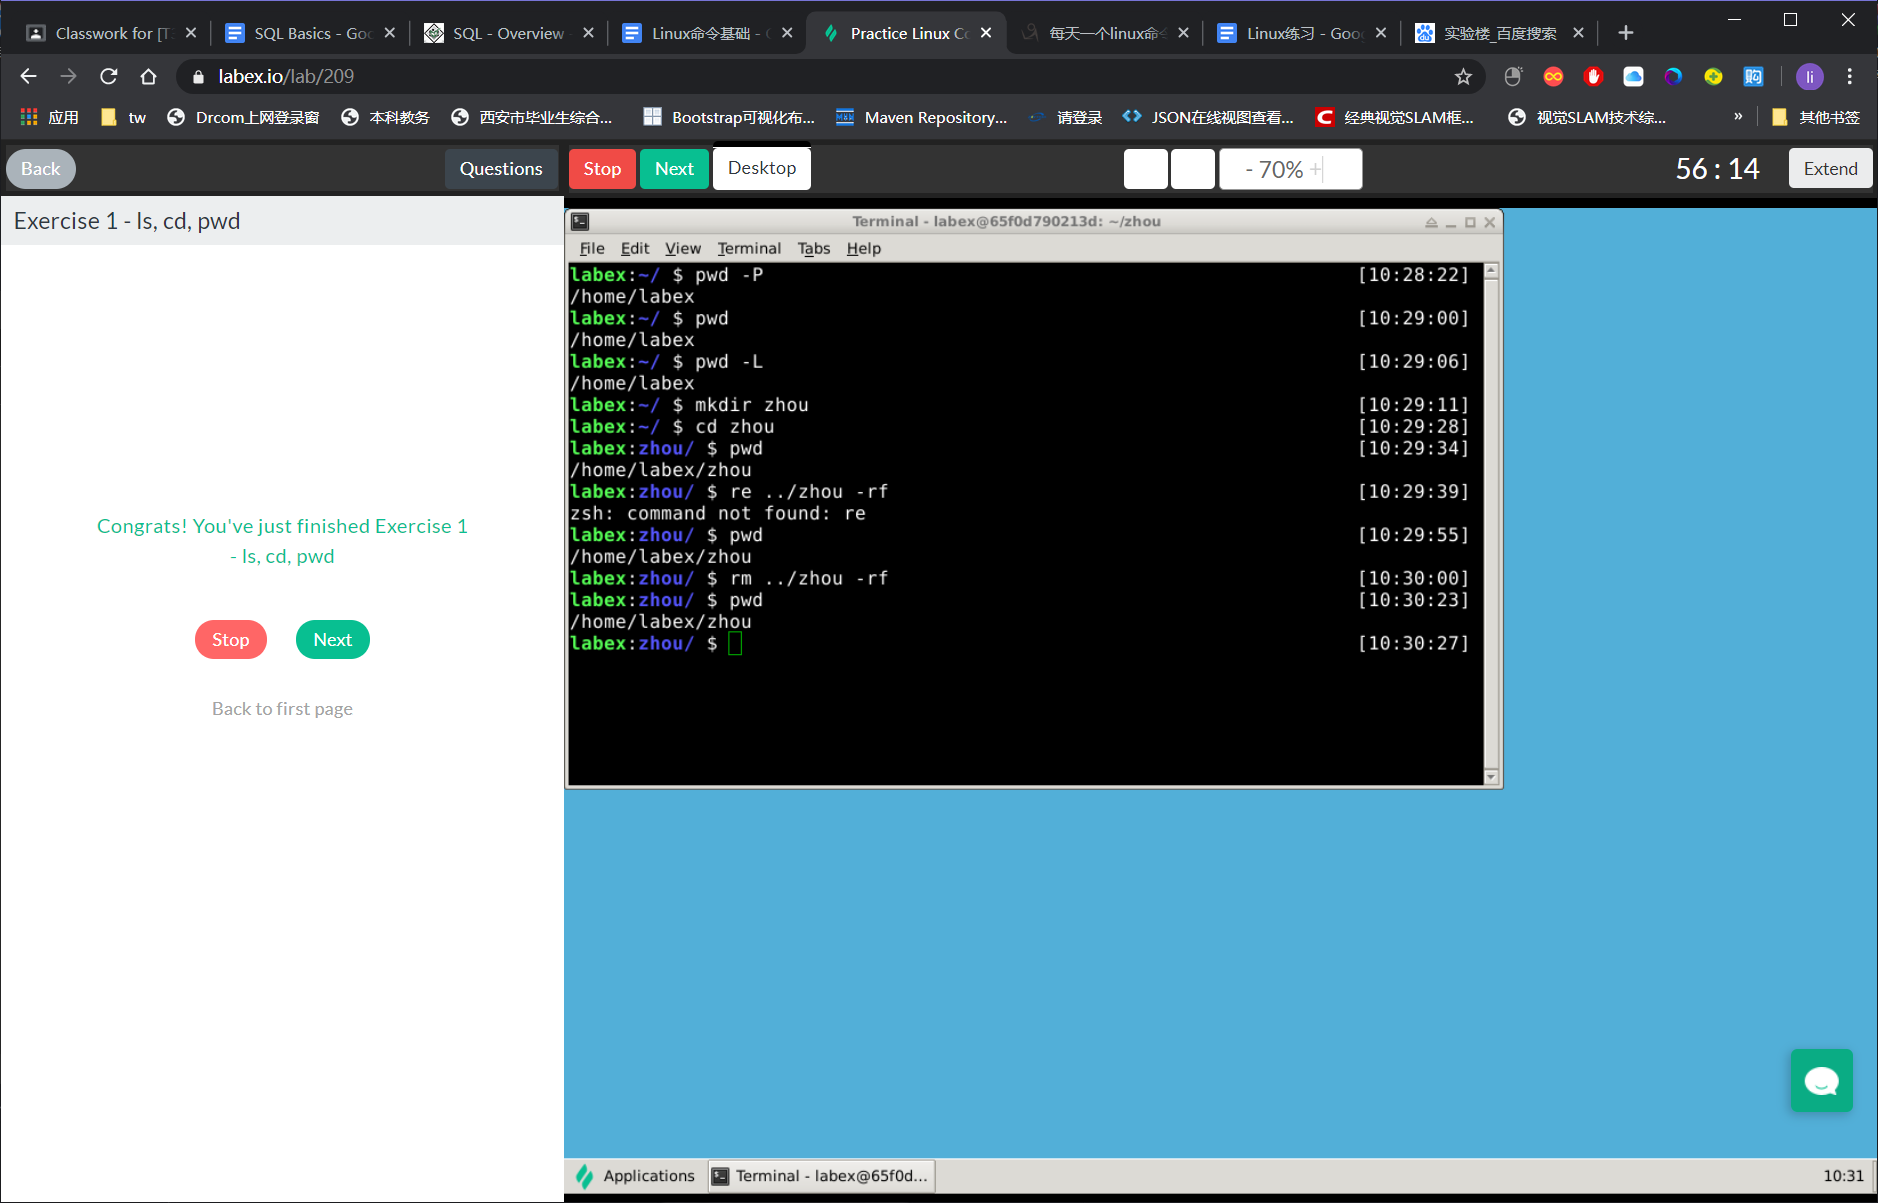 Classwork for [T
SQL Basics - Goo
SQL - Overview
Linux命令基础 - G
Practice Linux Co
每天一个linux命令
Linux练习 - Goog
实验楼_百度搜索
labex.io/lab/209
li
应用
tw
Drcom上网登录窗
本科教务
西安市毕业生综合...
Bootstrap可视化布...
Maven Repository...
请登录
JSON在线视图查看...
经典视觉SLAM框...
视觉SLAM技术综...
»
其他书签
Back
Questions
Stop
Next
Desktop
- 70% +
56 : 14
Extend
Exercise 1 - ls, cd, pwd
Congrats! You've just finished Exercise 1
- ls, cd, pwd
Stop
Next
Back to first page
Terminal - labex@65f0d790213d: ~/zhou
File Edit View Terminal Tabs Help
labex:~/ $ pwd -P [10:28:22]
/home/labex
labex:~/ $ pwd [10:29:00]
/home/labex
labex:~/ $ pwd -L [10:29:06]
/home/labex
labex:~/ $ mkdir zhou [10:29:11]
labex:~/ $ cd zhou [10:29:28]
labex:zhou/ $ pwd [10:29:34]
/home/labex/zhou
labex:zhou/ $ re ../zhou -rf [10:29:39]
zsh: command not found: re
labex:zhou/ $ pwd [10:29:55]
/home/labex/zhou
labex:zhou/ $ rm ../zhou -rf [10:30:00]
labex:zhou/ $ pwd [10:30:23]
/home/labex/zhou
labex:zhou/ $ [10:30:27]
Applications
Terminal - labex@65f0d...
10:31